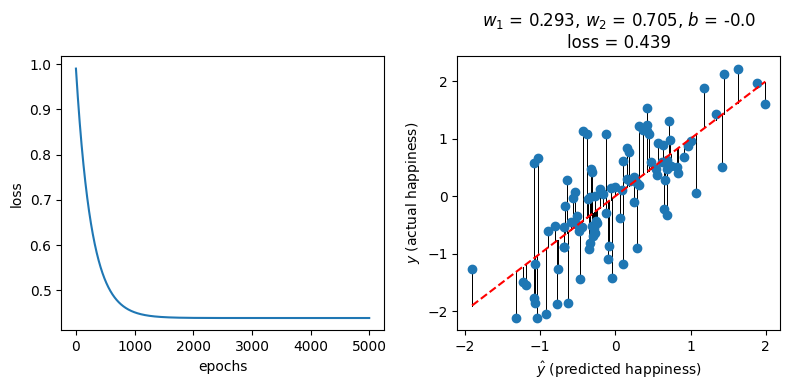 1.0
0.9
0.8
0.7
0.6
0.5
loss
0 1000 2000 3000 4000 5000
epochs
w₁ = 0.293, w₂ = 0.705, b = -0.0
loss = 0.439
2
1
0
−1
−2
y (actual happiness)
−2 −1 0 1 2
ŷ (predicted happiness)